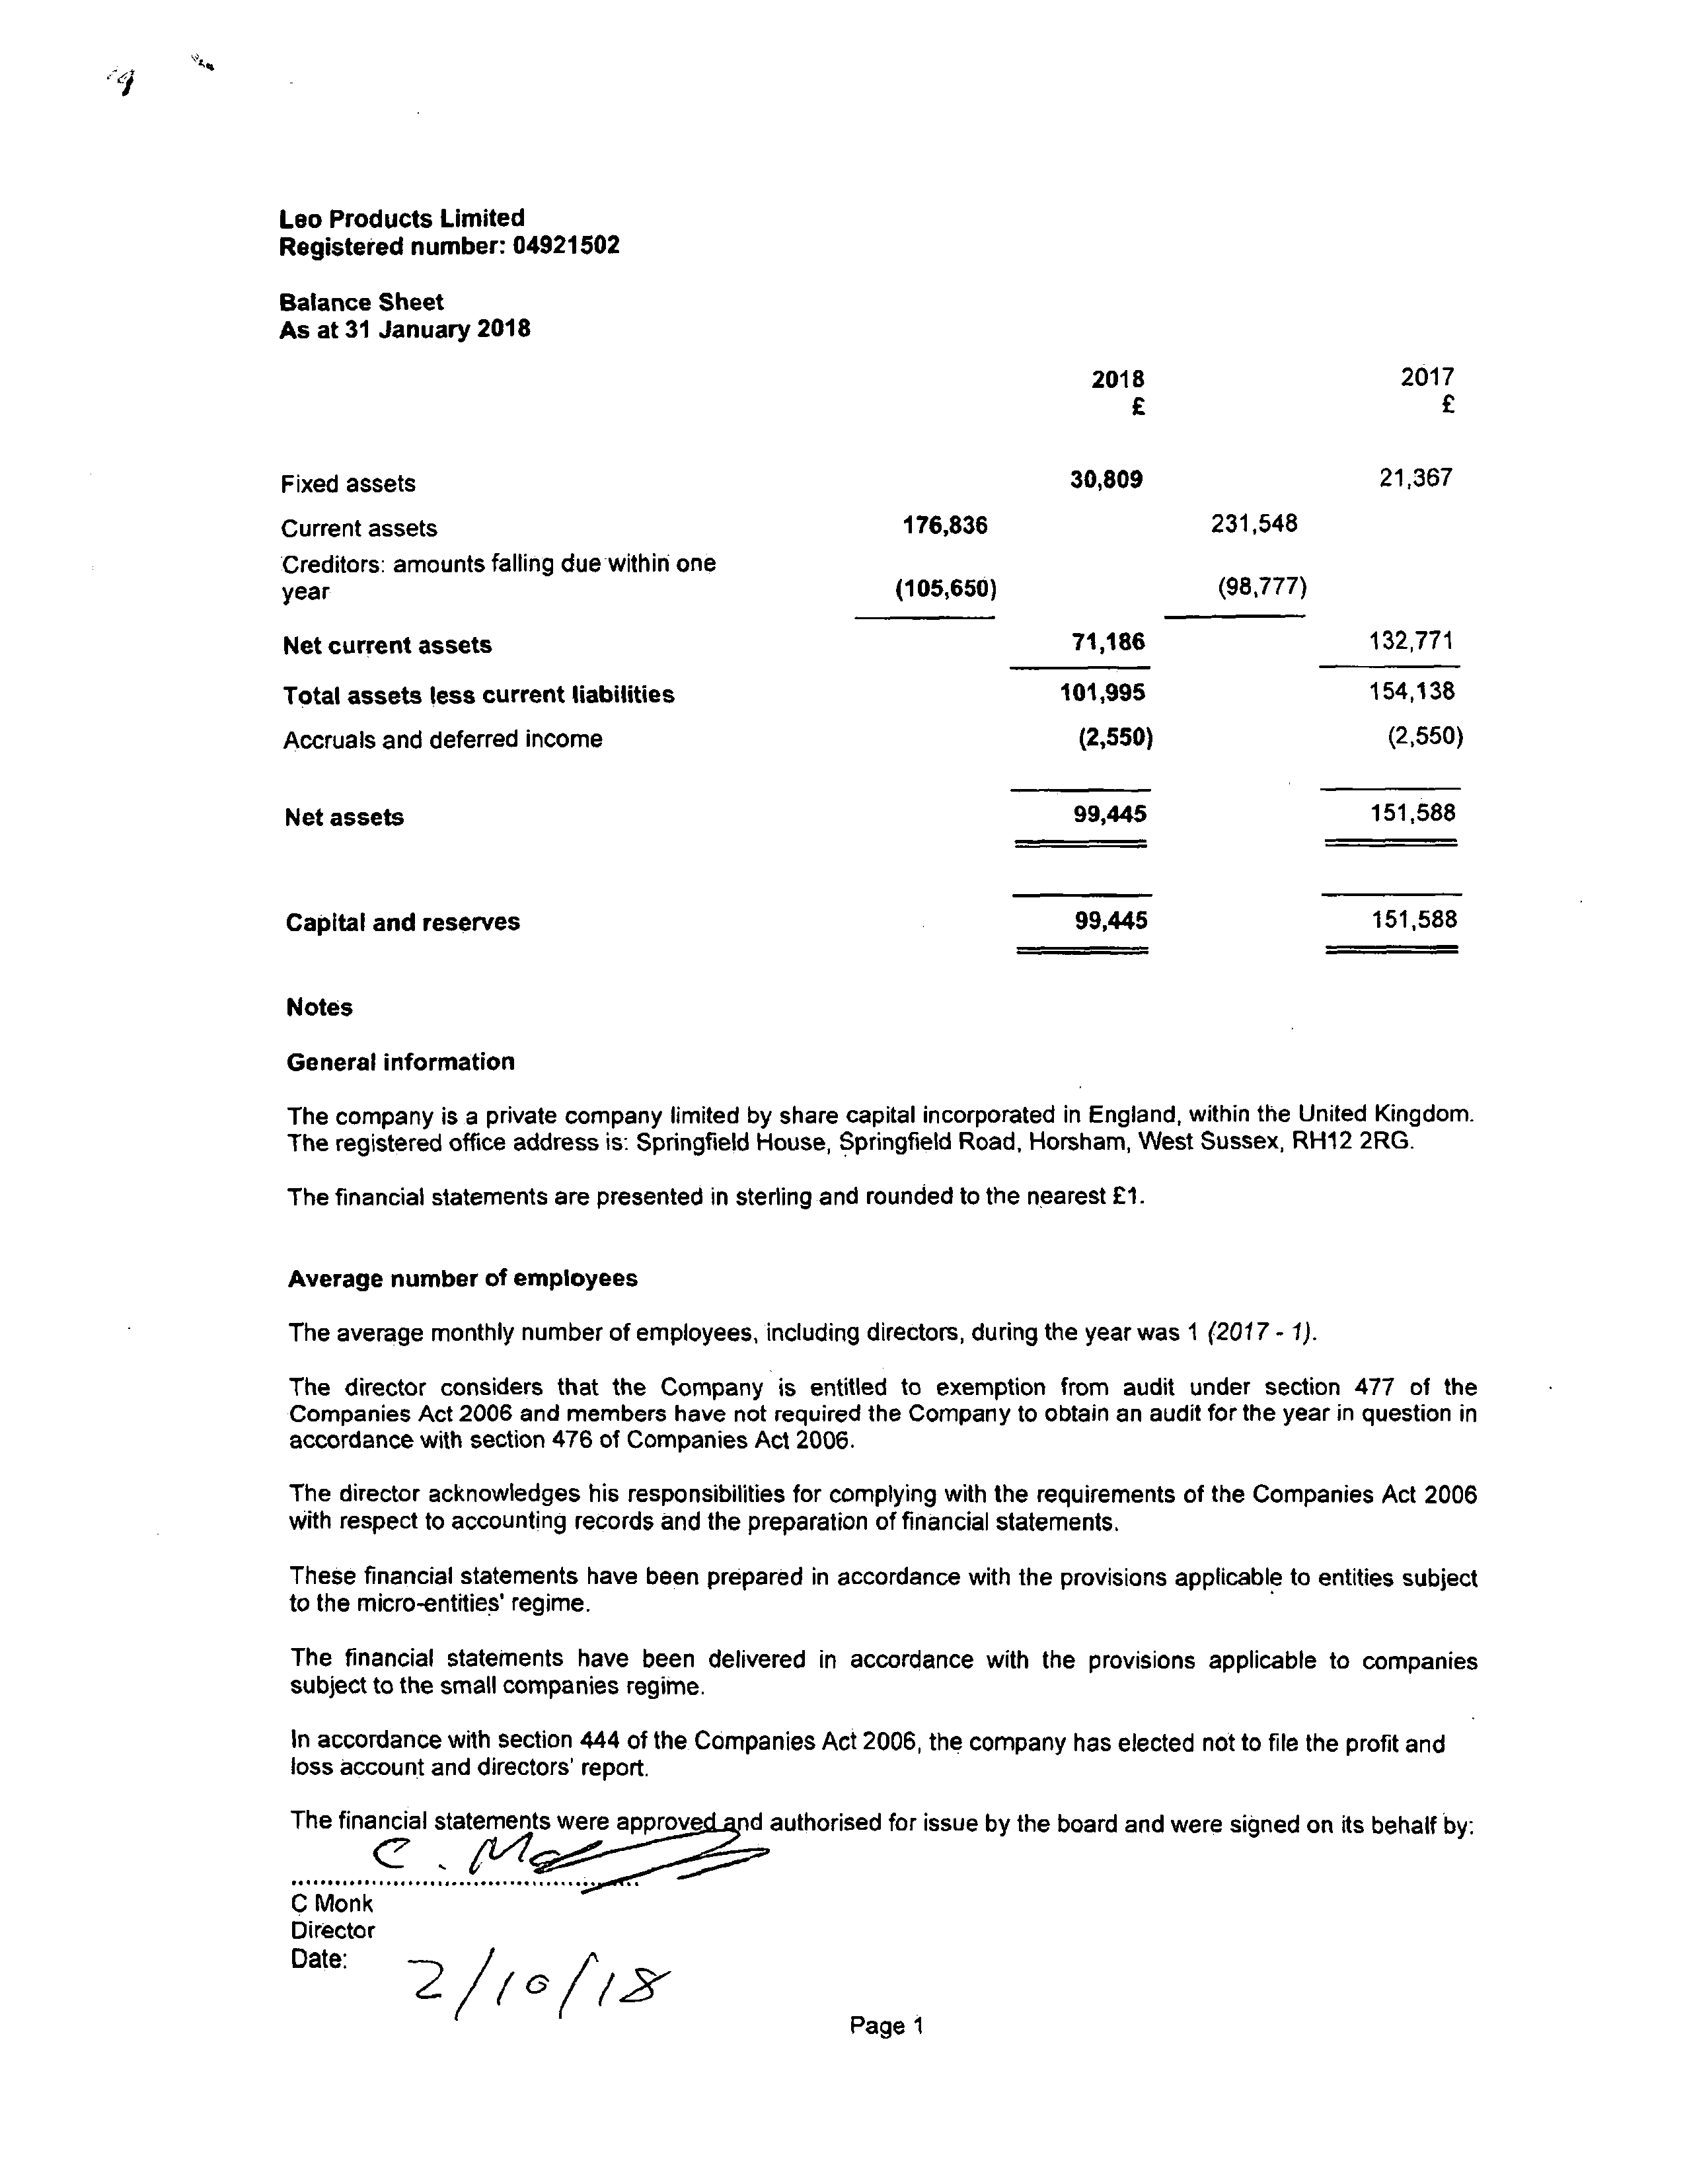 Leo Products Limited
Registered number: 04921502
Balance Sheet
As at 31 January 2018
2018 2017
£ £
Fixed assets 30,809 21,367
Current assets 176,836 231,548
Creditors: amounts falling due within one
year (105,650) (98,777)
Net current assets 71,186 132,771
Total assets less current liabilities 101,995 154,138
Accruals and deferred income (2,550) (2,550)
Net assets 99,445 151,588
Capital and reserves 99,445 151,588
Notes
General information
The company is a private company limited by share capital incorporated in England, within the United Kingdom.
The registered office address is: Springfield House, Springfield Road, Horsham, West Sussex, RH12 2RG.
The financial statements are presented in sterling and rounded to the nearest £1.
Average number of employees
The average monthly number of employees, including directors, during the year was 1 (2017 - 1).
The director considers that the Company is entitled to exemption from audit under section 477 of the
Companies Act 2006 and members have not required the Company to obtain an audit for the year in question in
accordance with section 476 of Companies Act 2006.
The director acknowledges his responsibilities for complying with the requirements of the Companies Act 2006
with respect to accounting records and the preparation of financial statements.
These financial statements have been prepared in accordance with the provisions applicable to entities subject
to the micro-entities' regime.
The financial statements have been delivered in accordance with the provisions applicable to companies
subject to the small companies regime.
In accordance with section 444 of the Companies Act 2006, the company has elected not to file the profit and
loss account and directors' report.
The financial statements were approved and authorised for issue by the board and were signed on its behalf by:
C Monk
Director
Date: 2/10/18
Page 1